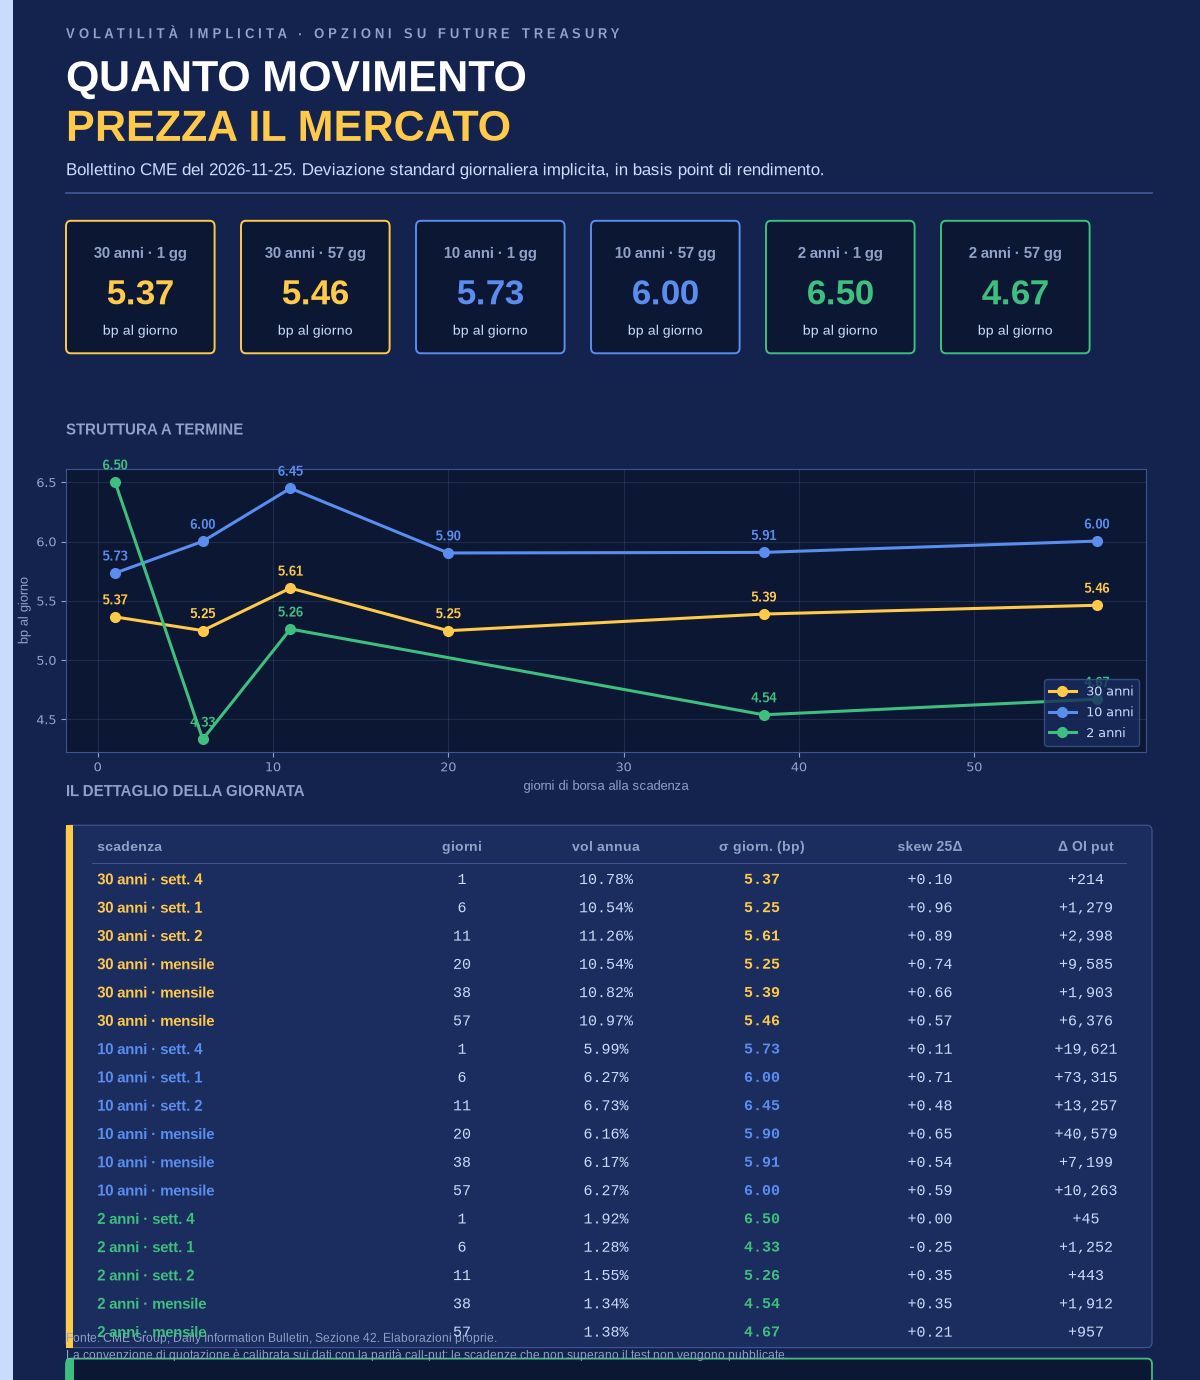 VOLATILITÀ IMPLICITA · OPZIONI SU FUTURE TREASURY
QUANTO MOVIMENTO
PREZZA IL MERCATO
Bollettino CME del 2026-11-25. Deviazione standard giornaliera implicita, in basis point di rendimento.
30 anni · 1 gg
5.37
bp al giorno
30 anni · 57 gg
5.46
bp al giorno
10 anni · 1 gg
5.73
bp al giorno
10 anni · 57 gg
6.00
bp al giorno
2 anni · 1 gg
6.50
bp al giorno
2 anni · 57 gg
4.67
bp al giorno
STRUTTURA A TERMINE
bp al giorno
6.5
6.0
5.5
5.0
4.5
6.50
5.73
5.37
6.00
5.25
4.33
6.45
5.61
5.26
5.90
5.25
5.91
5.39
4.54
6.00
5.46
4.67
30 anni
10 anni
2 anni
0 10 20 30 40 50
giorni di borsa alla scadenza
IL DETTAGLIO DELLA GIORNATA
scadenza giorni vol annua σ giorn. (bp) skew 25Δ Δ OI put
30 anni · sett. 4 1 10.78% 5.37 +0.10 +214
30 anni · sett. 1 6 10.54% 5.25 +0.96 +1,279
30 anni · sett. 2 11 11.26% 5.61 +0.89 +2,398
30 anni · mensile 20 10.54% 5.25 +0.74 +9,585
30 anni · mensile 38 10.82% 5.39 +0.66 +1,903
30 anni · mensile 57 10.97% 5.46 +0.57 +6,376
10 anni · sett. 4 1 5.99% 5.73 +0.11 +19,621
10 anni · sett. 1 6 6.27% 6.00 +0.71 +73,315
10 anni · sett. 2 11 6.73% 6.45 +0.48 +13,257
10 anni · mensile 20 6.16% 5.90 +0.65 +40,579
10 anni · mensile 38 6.17% 5.91 +0.54 +7,199
10 anni · mensile 57 6.27% 6.00 +0.59 +10,263
2 anni · sett. 4 1 1.92% 6.50 +0.00 +45
2 anni · sett. 1 6 1.28% 4.33 -0.25 +1,252
2 anni · sett. 2 11 1.55% 5.26 +0.35 +443
2 anni · mensile 38 1.34% 4.54 +0.35 +1,912
2 anni · mensile 57 1.38% 4.67 +0.21 +957
Fonte: CME Group, Daily Information Bulletin, Sezione 42. Elaborazioni proprie.
La convenzione di quotazione è calibrata sui dati con la parità call-put: le scadenze che non superano il test non vengono pubblicate.